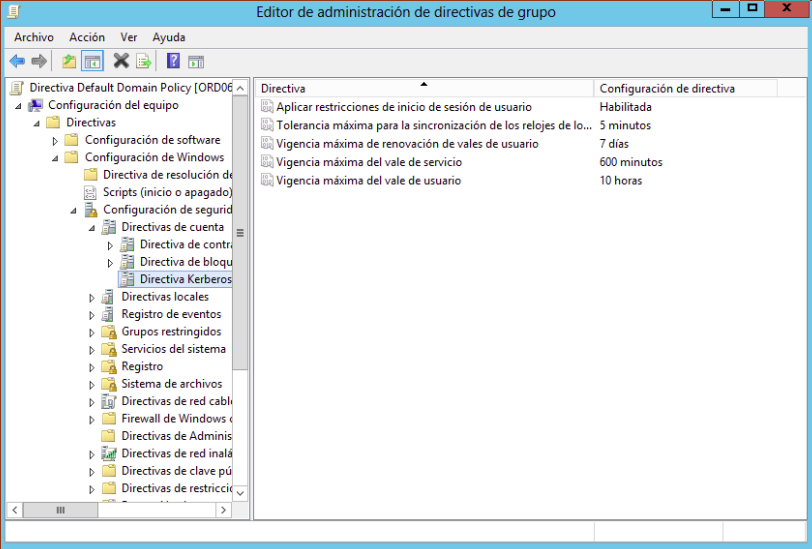 Editor de administración de directivas de grupo
Archivo Acción Ver Ayuda
Directiva Default Domain Policy [ORD06
Configuración del equipo
Directivas
Configuración de software
Configuración de Windows
Directiva de resolución de
Scripts (inicio o apagado)
Configuración de segurid
Directivas de cuenta
Directiva de contra
Directiva de bloqu
Directiva Kerberos
Directivas locales
Registro de eventos
Grupos restringidos
Servicios del sistema
Registro
Sistema de archivos
Directivas de red cable
Firewall de Windows c
Directivas de Adminis
Directivas de red inalá
Directivas de clave pú
Directivas de restricció
Directiva Configuración de directiva
Aplicar restricciones de inicio de sesión de usuario Habilitada
Tolerancia máxima para la sincronización de los relojes de lo... 5 minutos
Vigencia máxima de renovación de vales de usuario 7 días
Vigencia máxima del vale de servicio 600 minutos
Vigencia máxima del vale de usuario 10 horas